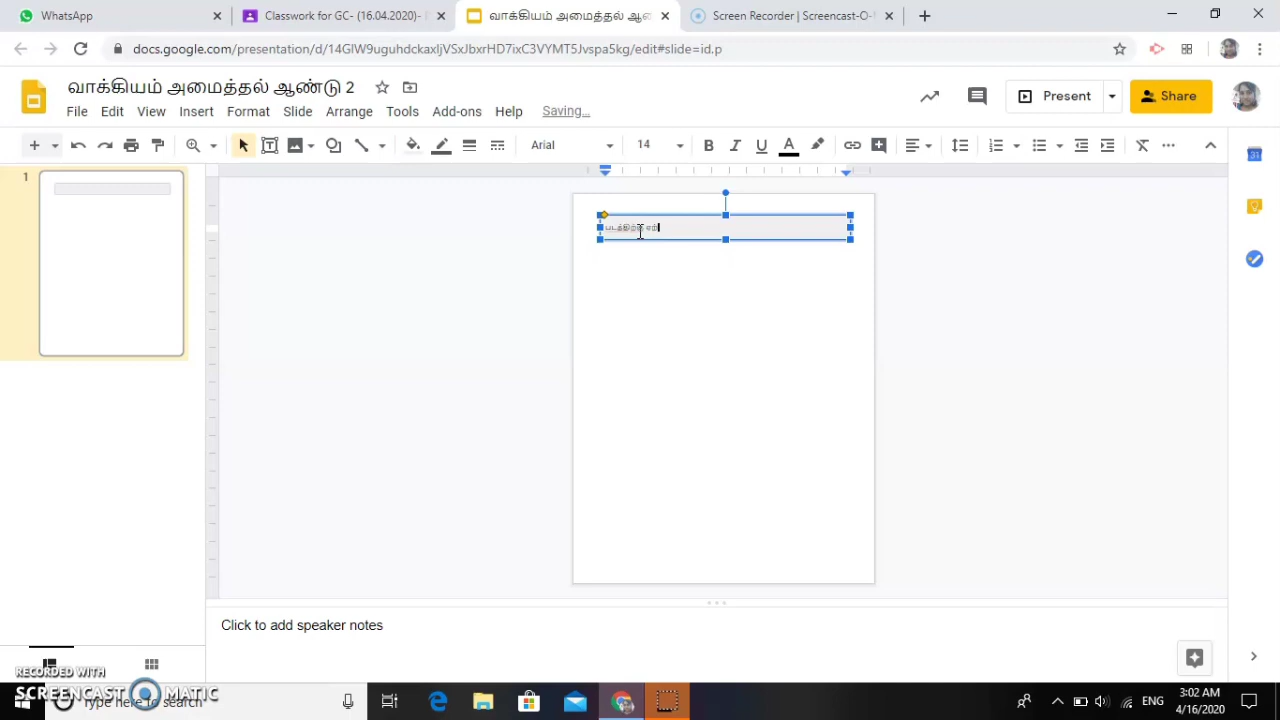 WhatsApp
Classwork for GC- (16.04.2020)-
வாக்கியம் அமைத்தல் ஆண
Screen Recorder | Screencast-O-
docs.google.com/presentation/d/14GlW9uguhdckaxljVSxJbxrHD7ixC3VYMT5Jvspa5kg/edit#slide=id.p
வாக்கியம் அமைத்தல் ஆண்டு 2
File Edit View Insert Format Slide Arrange Tools Add-ons Help Saving...
Present
Share
Arial
14
1
படத்திற்கு ஏற்
Click to add speaker notes
RECORDED WITH
SCREENCAST MATIC
Type here to search
ENG
3:02 AM
4/16/2020